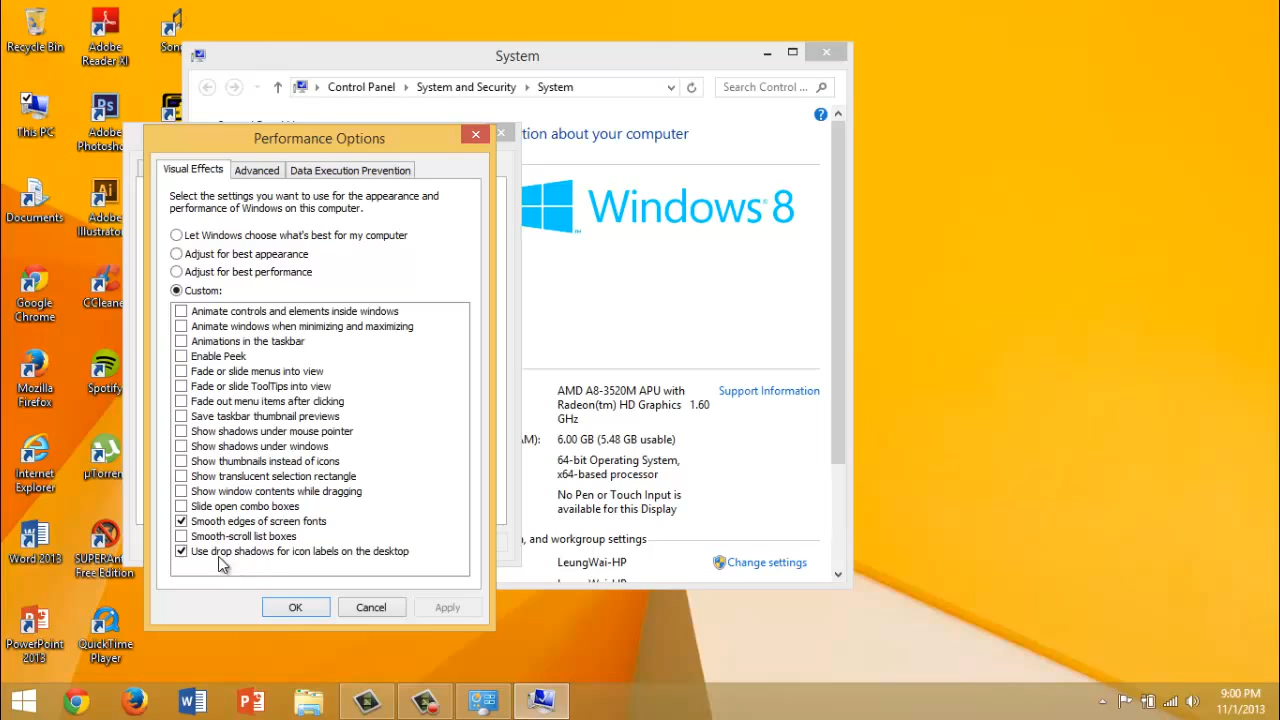 Recycle Bin
Adobe
Reader XI
This PC
Adobe
Documents
Adobe
Google
Chrome
Mozilla
Firefox
Spotify
Internet
Explorer
Word 2013
Free Edition
PowerPoint
2013
QuickTime
Player
System
Control Panel
System and Security
System
Search Control ...
tion about your computer
Windows 8
AMD A8-3520M APU with
Radeon(tm) HD Graphics 1.60
GHz
Support Information
AM):
6.00 GB (5.48 GB usable)
64-bit Operating System,
x64-based processor
No Pen or Touch Input is
available for this Display
, and workgroup settings
LeungWai-HP
Change settings
Performance Options
Visual Effects
Advanced
Data Execution Prevention
Select the settings you want to use for the appearance and
performance of Windows on this computer.
Let Windows choose what's best for my computer
Adjust for best appearance
Adjust for best performance
Custom:
Animate controls and elements inside windows
Animate windows when minimizing and maximizing
Animations in the taskbar
Enable Peek
Fade or slide menus into view
Fade or slide ToolTips into view
Fade out menu items after clicking
Save taskbar thumbnail previews
Show shadows under mouse pointer
Show shadows under windows
Show thumbnails instead of icons
Show translucent selection rectangle
Show window contents while dragging
Slide open combo boxes
Smooth edges of screen fonts
Smooth-scroll list boxes
Use drop shadows for icon labels on the desktop
OK
Cancel
Apply
9:00 PM
11/1/2013